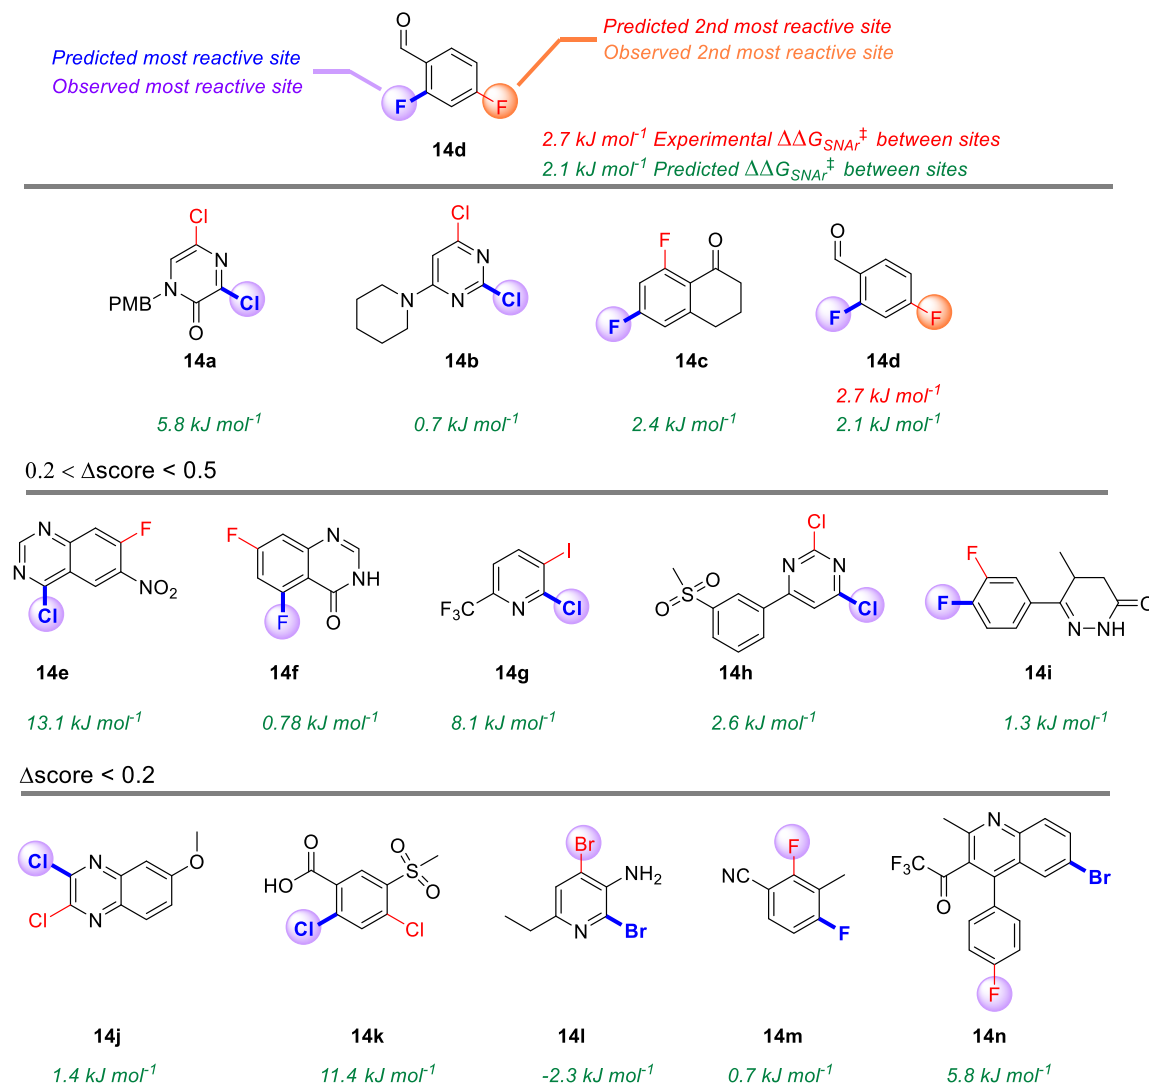 Predicted most reactive site
Observed most reactive site
O
F
F
14d
Predicted 2nd most reactive site
Observed 2nd most reactive site
2.7 kJ mol⁻¹ Experimental ΔΔG_SNAr‡ between sites
2.1 kJ mol⁻¹ Predicted ΔΔG_SNAr‡ between sites
Cl
N
N
PMB
Cl
O
14a
5.8 kJ mol⁻¹
Cl
N
N
N
Cl
14b
0.7 kJ mol⁻¹
F
O
F
14c
2.4 kJ mol⁻¹
O
F
F
14d
2.7 kJ mol⁻¹
2.1 kJ mol⁻¹
0.2 < Δscore < 0.5
N
F
N
NO₂
Cl
14e
13.1 kJ mol⁻¹
F
N
NH
F
O
14f
0.78 kJ mol⁻¹
I
F₃C
N
Cl
14g
8.1 kJ mol⁻¹
Cl
O
S
O
N
N
Cl
14h
2.6 kJ mol⁻¹
F
F
O
N
NH
14i
1.3 kJ mol⁻¹
Δscore < 0.2
Cl
N
O
Cl
N
14j
1.4 kJ mol⁻¹
O
HO
O
S
O
Cl
Cl
14k
11.4 kJ mol⁻¹
Br
NH₂
N
Br
14l
-2.3 kJ mol⁻¹
F
NC
F
14m
0.7 kJ mol⁻¹
N
F₃C
O
Br
F
14n
5.8 kJ mol⁻¹